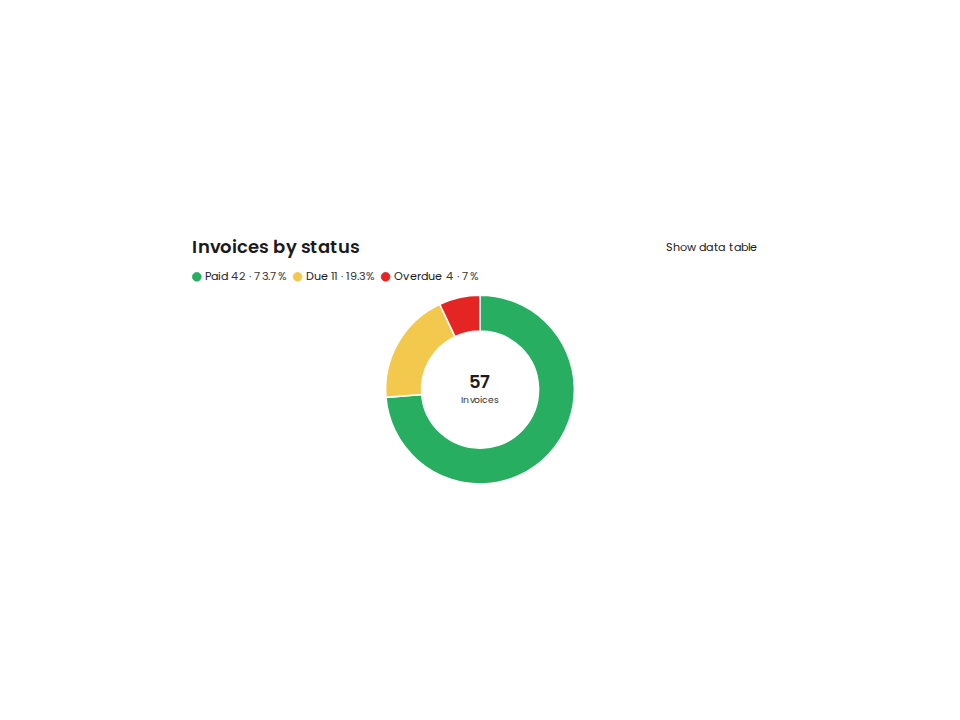 Invoices by status
Show data table
Paid 42 · 73.7%
Due 11 · 19.3%
Overdue 4 · 7%
57
Invoices